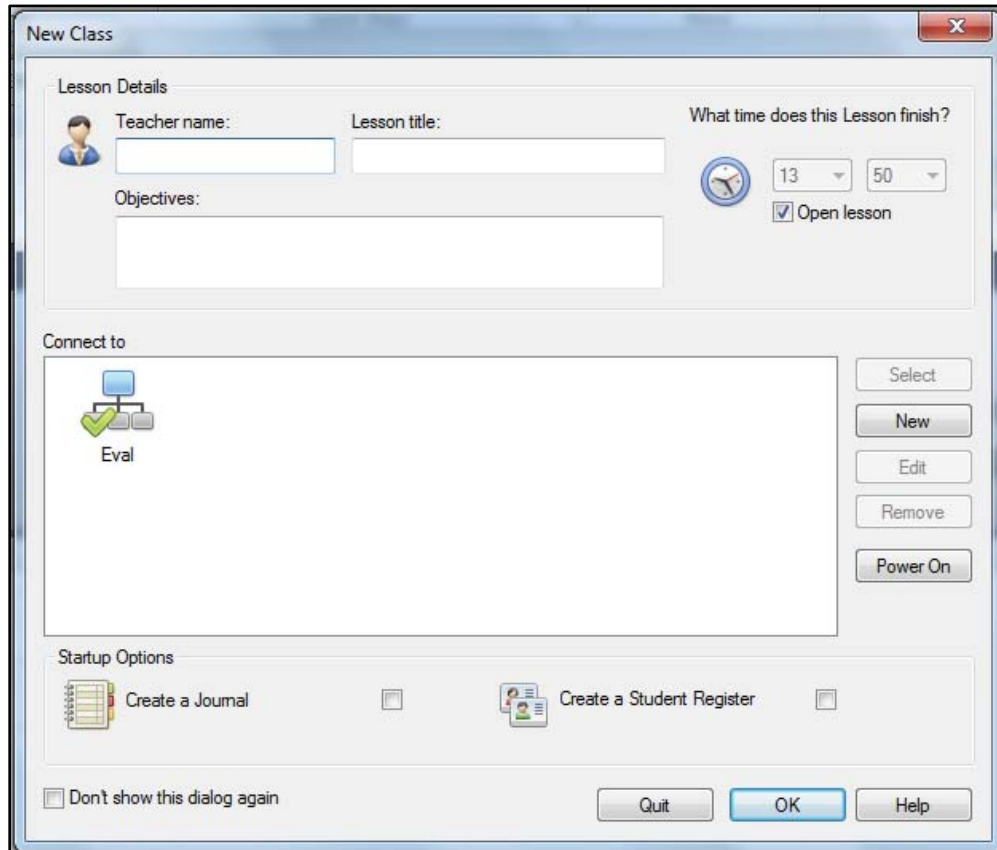 New Class
Lesson Details
Teacher name:
Lesson title:
What time does this Lesson finish?
13
50
Open lesson
Objectives:
Connect to
Eval
Select
New
Edit
Remove
Power On
Startup Options
Create a Journal
Create a Student Register
Don't show this dialog again
Quit
OK
Help